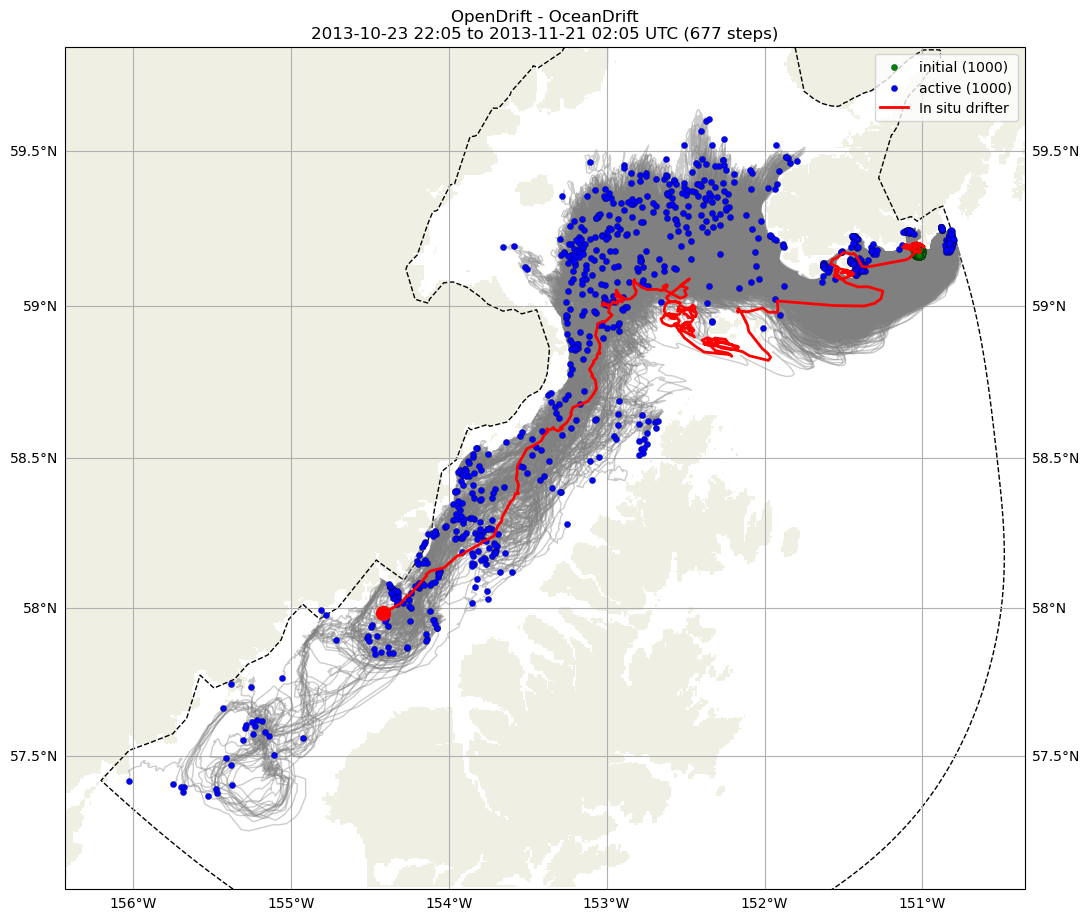 OpenDrift - OceanDrift
2013-10-23 22:05 to 2013-11-21 02:05 UTC (677 steps)
initial (1000)
active (1000)
In situ drifter
59.5°N
59.5°N
59°N
59°N
58.5°N
58.5°N
58°N
58°N
57.5°N
57.5°N
156°W
155°W
154°W
153°W
152°W
151°W